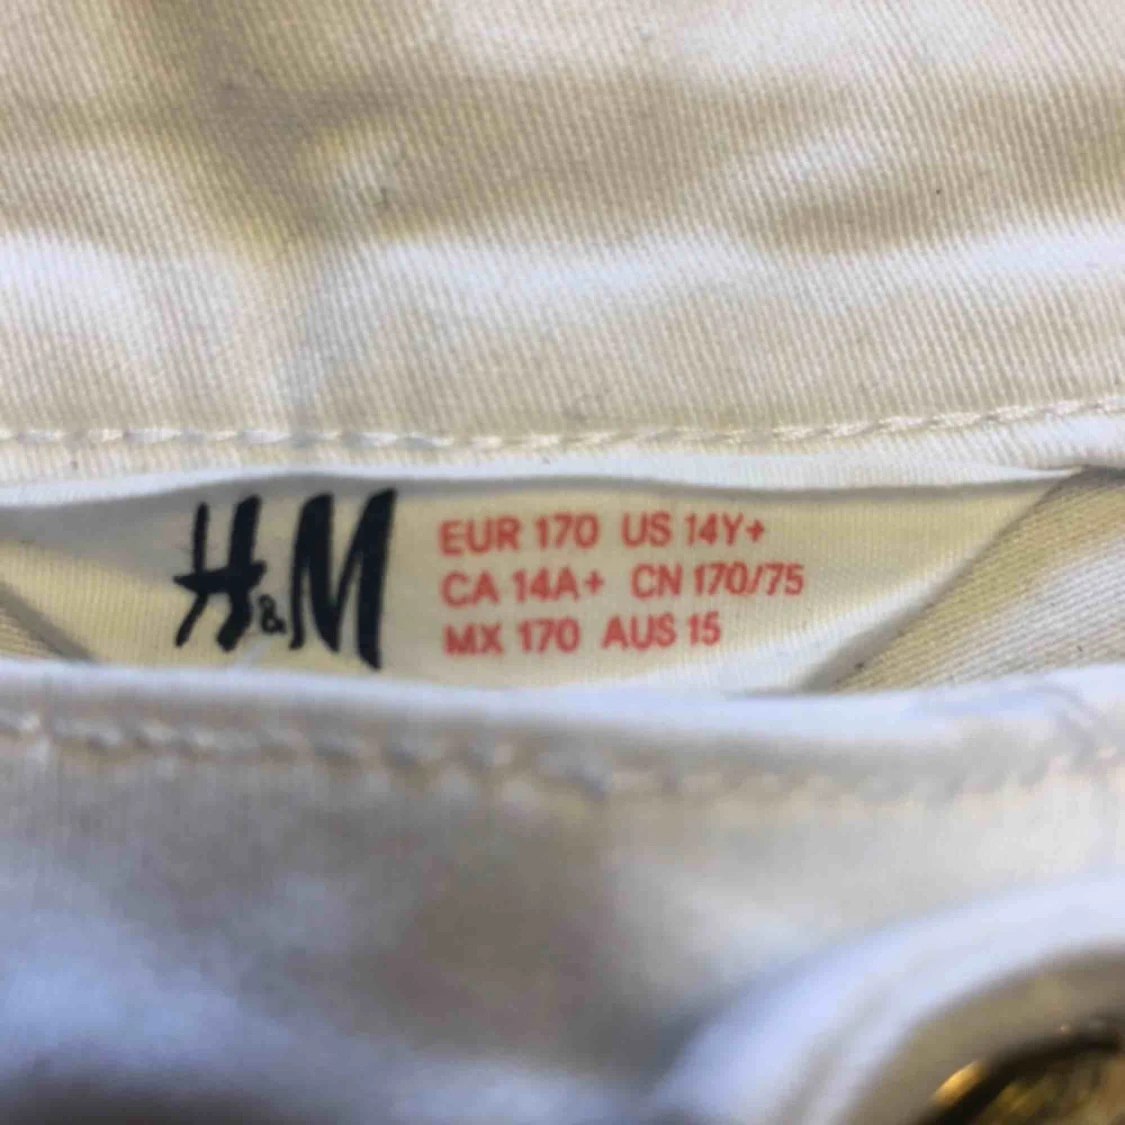 H&M
EUR 170 US 14Y+
CA 14A+ CN 170/75
MX 170 AUS 15